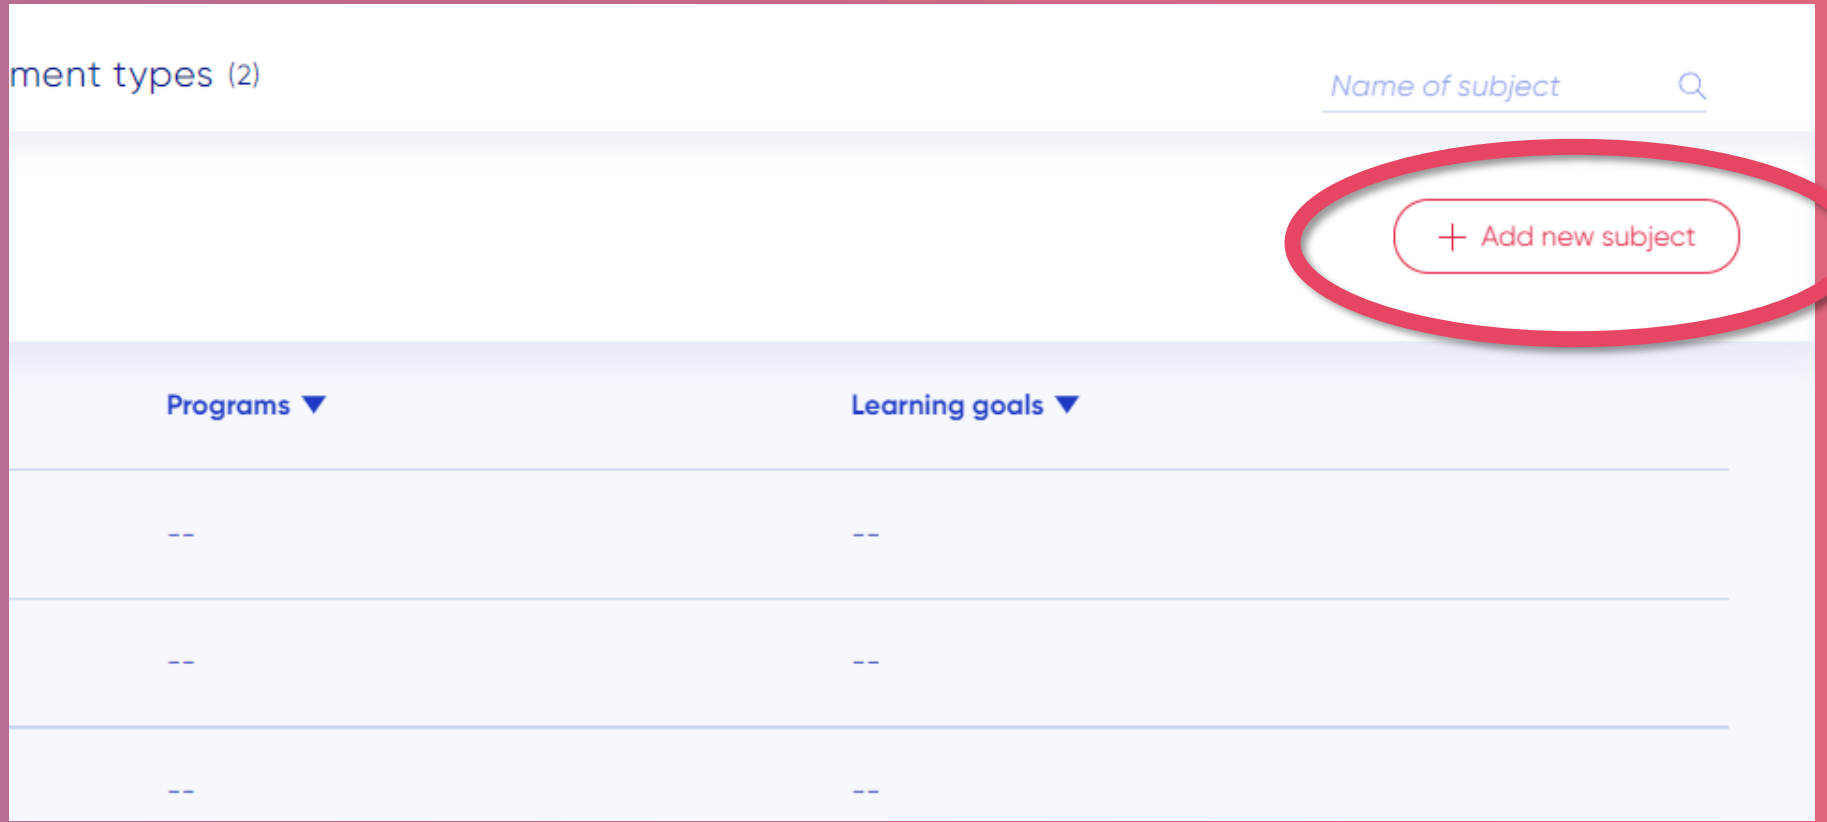 ment types (2)
Name of subject
+ Add new subject
Programs ▼
Learning goals ▼
--
--
--
--
--
--